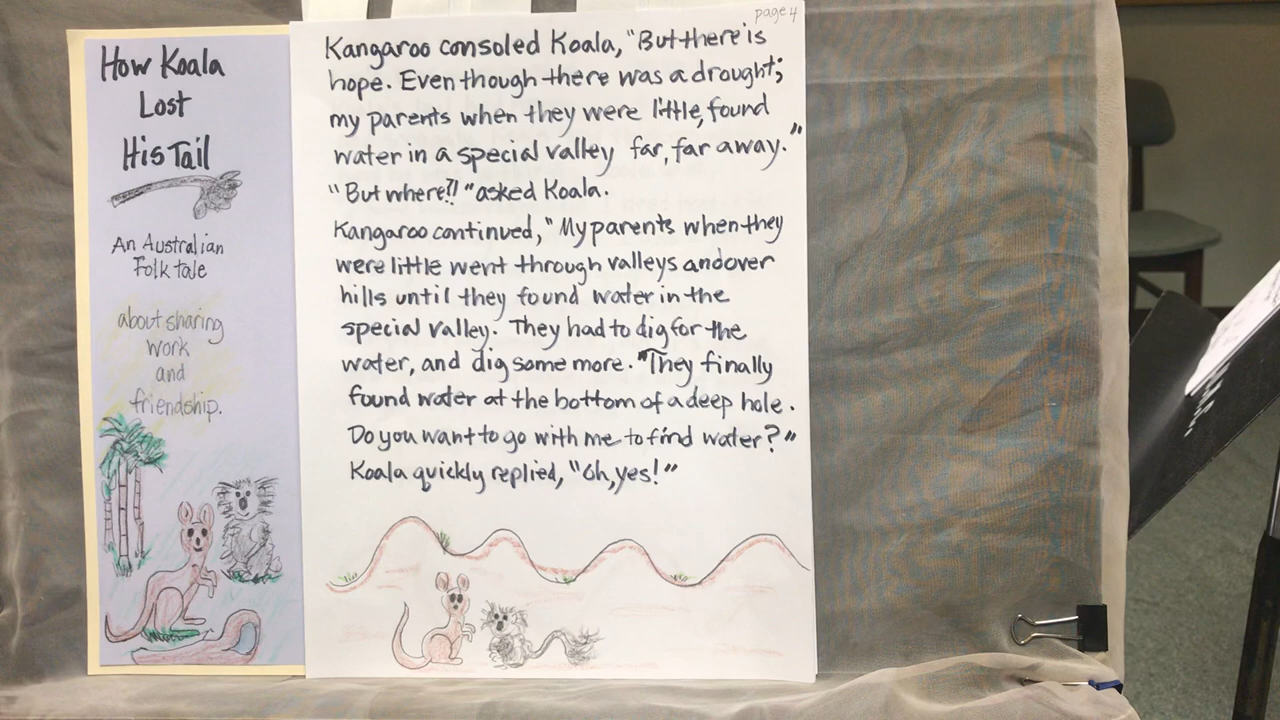 How Koala
Lost
His Tail
An Australian
Folk tale
about sharing
work
and
friendship.
page 4
Kangaroo consoled Koala, "But there is
hope. Even though there was a drought;
my parents when they were little, found
water in a special valley far, far away."
"But where?!" asked Koala.
Kangaroo continued, "My parents when they
were little went through valleys and over
hills until they found water in the
special valley. They had to dig for the
water, and dig some more. "They finally
found water at the bottom of a deep hole.
Do you want to go with me to find water?"
Koala quickly replied, "Oh, yes!"